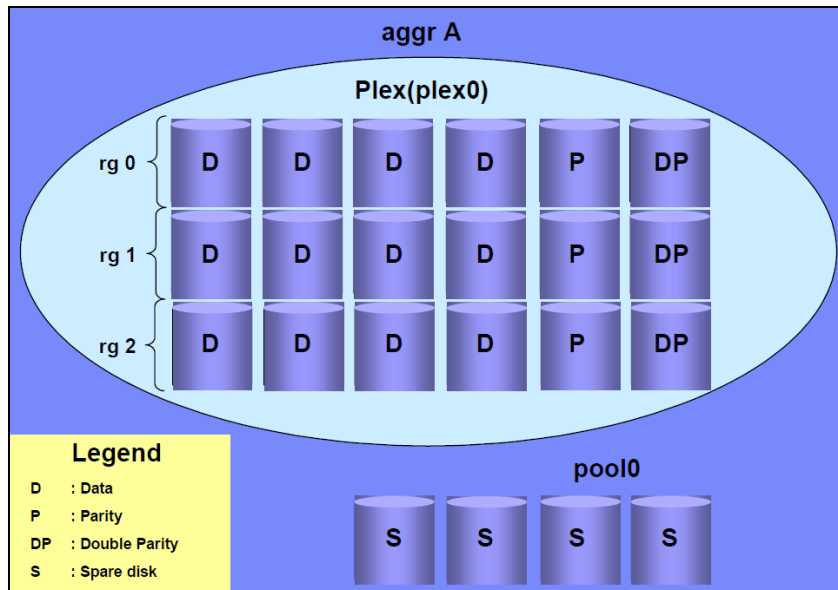 aggr A
Plex(plex0)
rg 0
D D D D P DP
rg 1
D D D D P DP
rg 2
D D D D P DP
Legend
D : Data
P : Parity
DP : Double Parity
S : Spare disk
pool0
S S S S